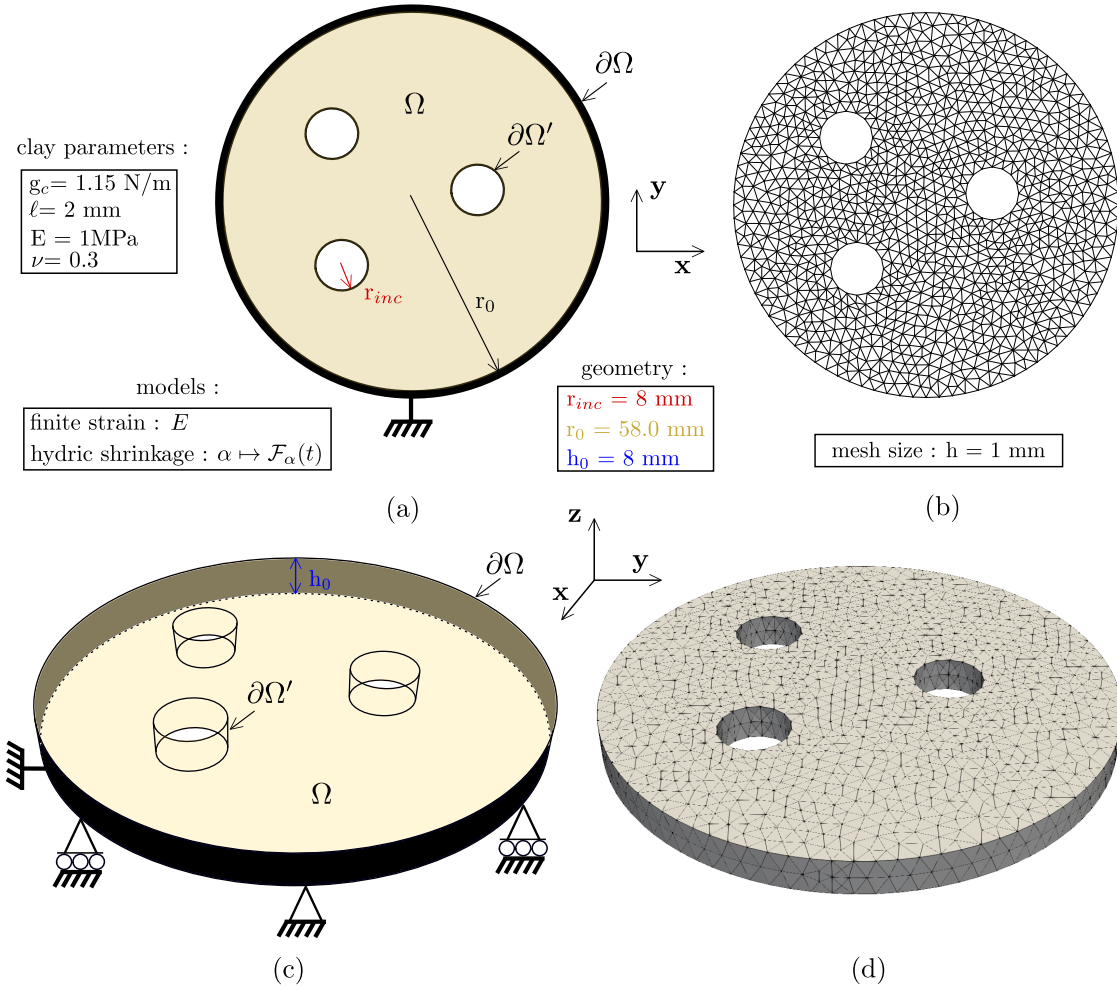 ∂Ω
Ω
∂Ω′
clay parameters :
g_c= 1.15 N/m
ℓ= 2 mm
E = 1MPa
ν= 0.3
y
x
r_inc
r_0
models :
finite strain : E
hydric shrinkage : α ↦ ℱ_α(t)
geometry :
r_inc = 8 mm
r_0 = 58.0 mm
h_0 = 8 mm
mesh size : h = 1 mm
(a)
(b)
z
y
x
∂Ω
h_0
∂Ω′
Ω
(c)
(d)